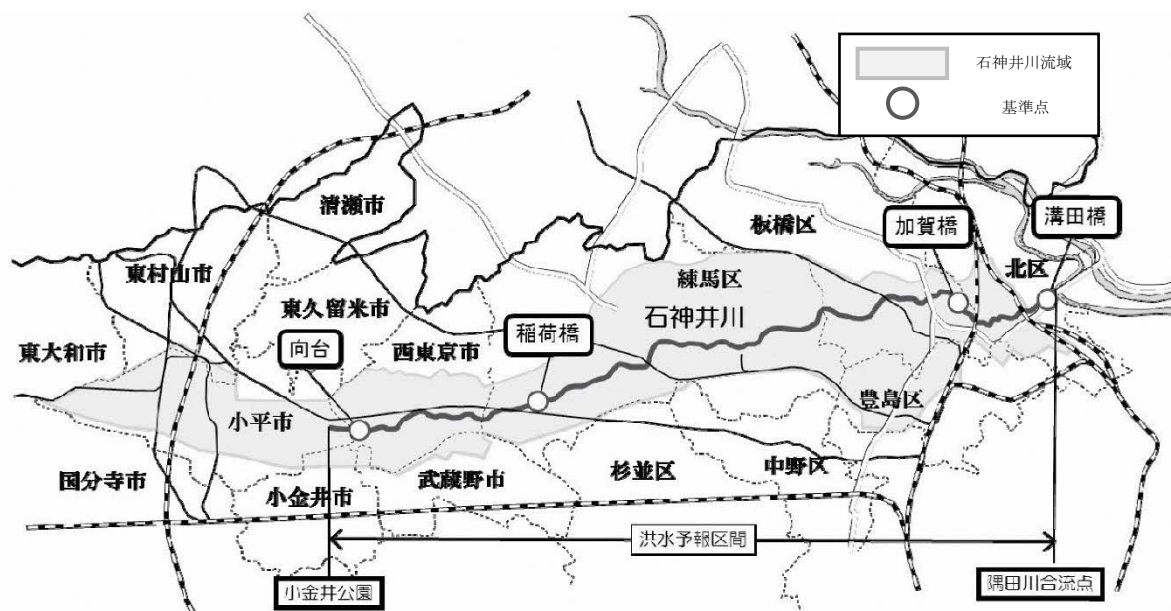 石神井川流域
基準点
清瀬市
板橋区
加賀橋
溝田橋
東村山市
練馬区
北区
東久留米市
石神井川
稲荷橋
東大和市
向台
西東京市
小平市
豊島区
国分寺市
小金井市
武蔵野市
杉並区
中野区
洪水予報区間
小金井公園
隅田川合流点